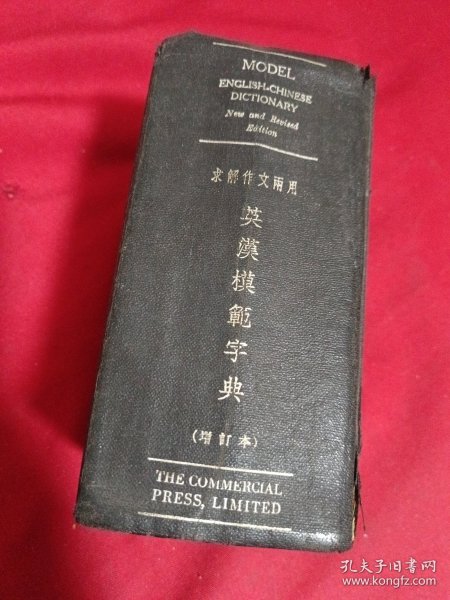 MODEL
ENGLISH-CHINESE
DICTIONARY
New and Revised
Edition
求解作文兩用
英漢模範字典
(增訂本)
THE COMMERCIAL
PRESS, LIMITED
孔夫子旧书网
www.kongfz.com